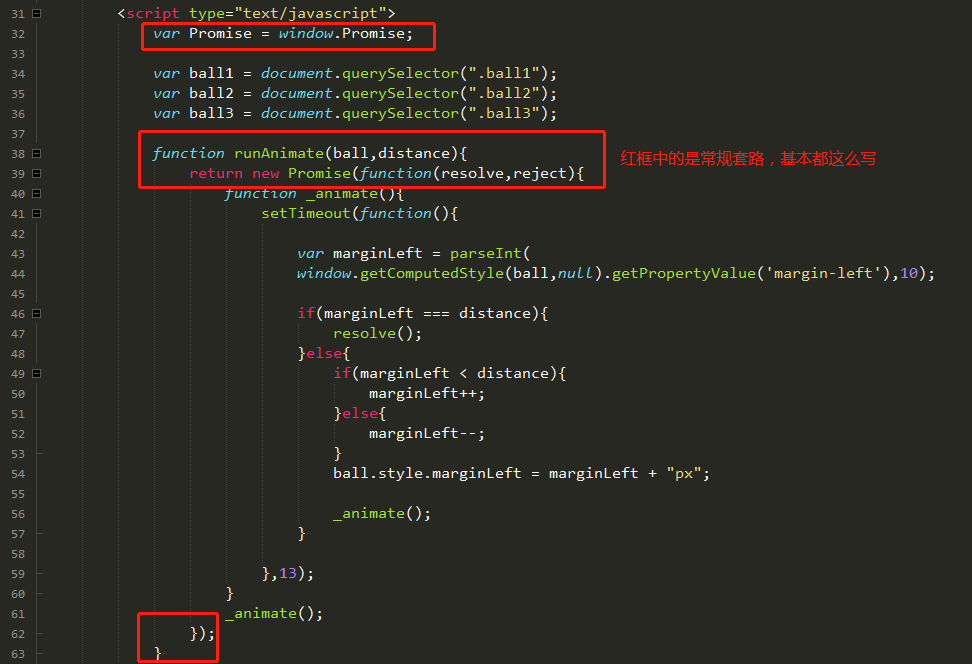 31 <script type="text/javascript">
32 var Promise = window.Promise;
33
34 var ball1 = document.querySelector(".ball1");
35 var ball2 = document.querySelector(".ball2");
36 var ball3 = document.querySelector(".ball3");
37
38 function runAnimate(ball,distance){
红框中的是常规套路，基本都这么写
39 return new Promise(function(resolve,reject){
40 function _animate(){
41 setTimeout(function(){
42
43 var marginLeft = parseInt(
44 window.getComputedStyle(ball,null).getPropertyValue('margin-left'),10);
45
46 if(marginLeft === distance){
47 resolve();
48 }else{
49 if(marginLeft < distance){
50 marginLeft++;
51 }else{
52 marginLeft--;
53 }
54 ball.style.marginLeft = marginLeft + "px";
55
56 _animate();
57 }
58
59 },13);
60 }
61 _animate();
62 });
63 }